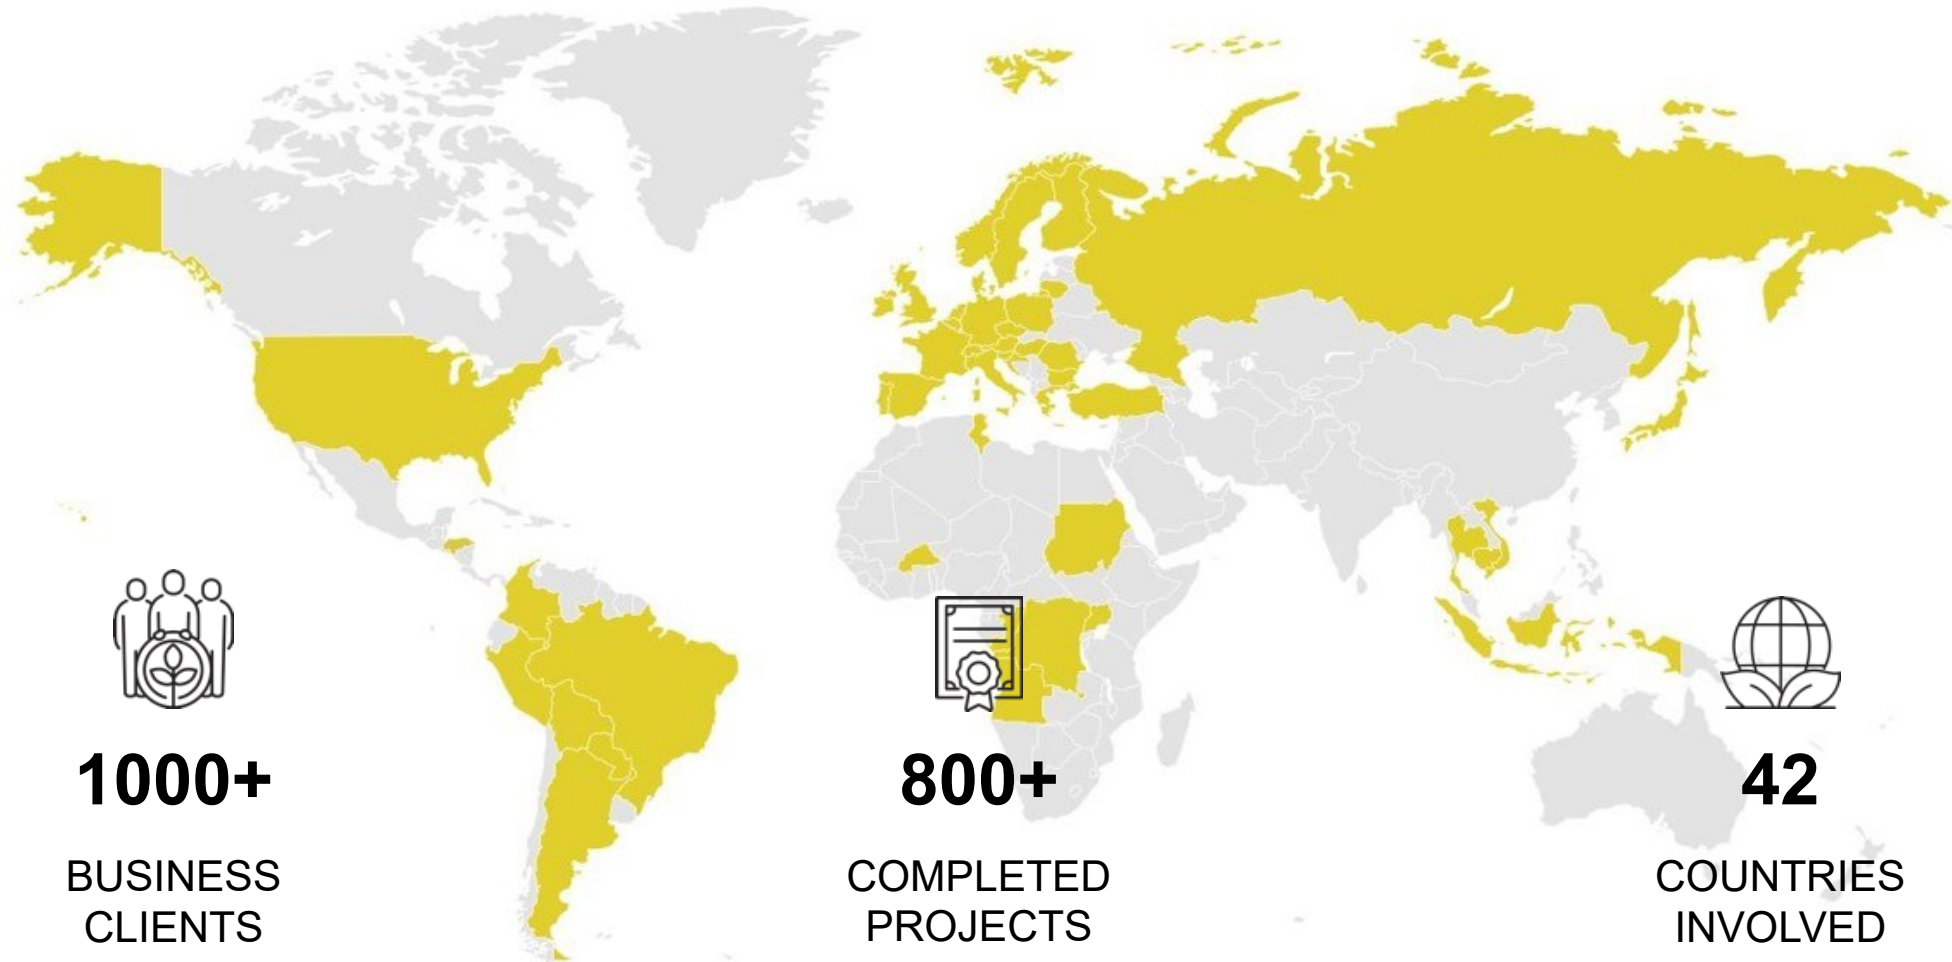 1000+
BUSINESS
CLIENTS
800+
COMPLETED
PROJECTS
42
COUNTRIES
INVOLVED